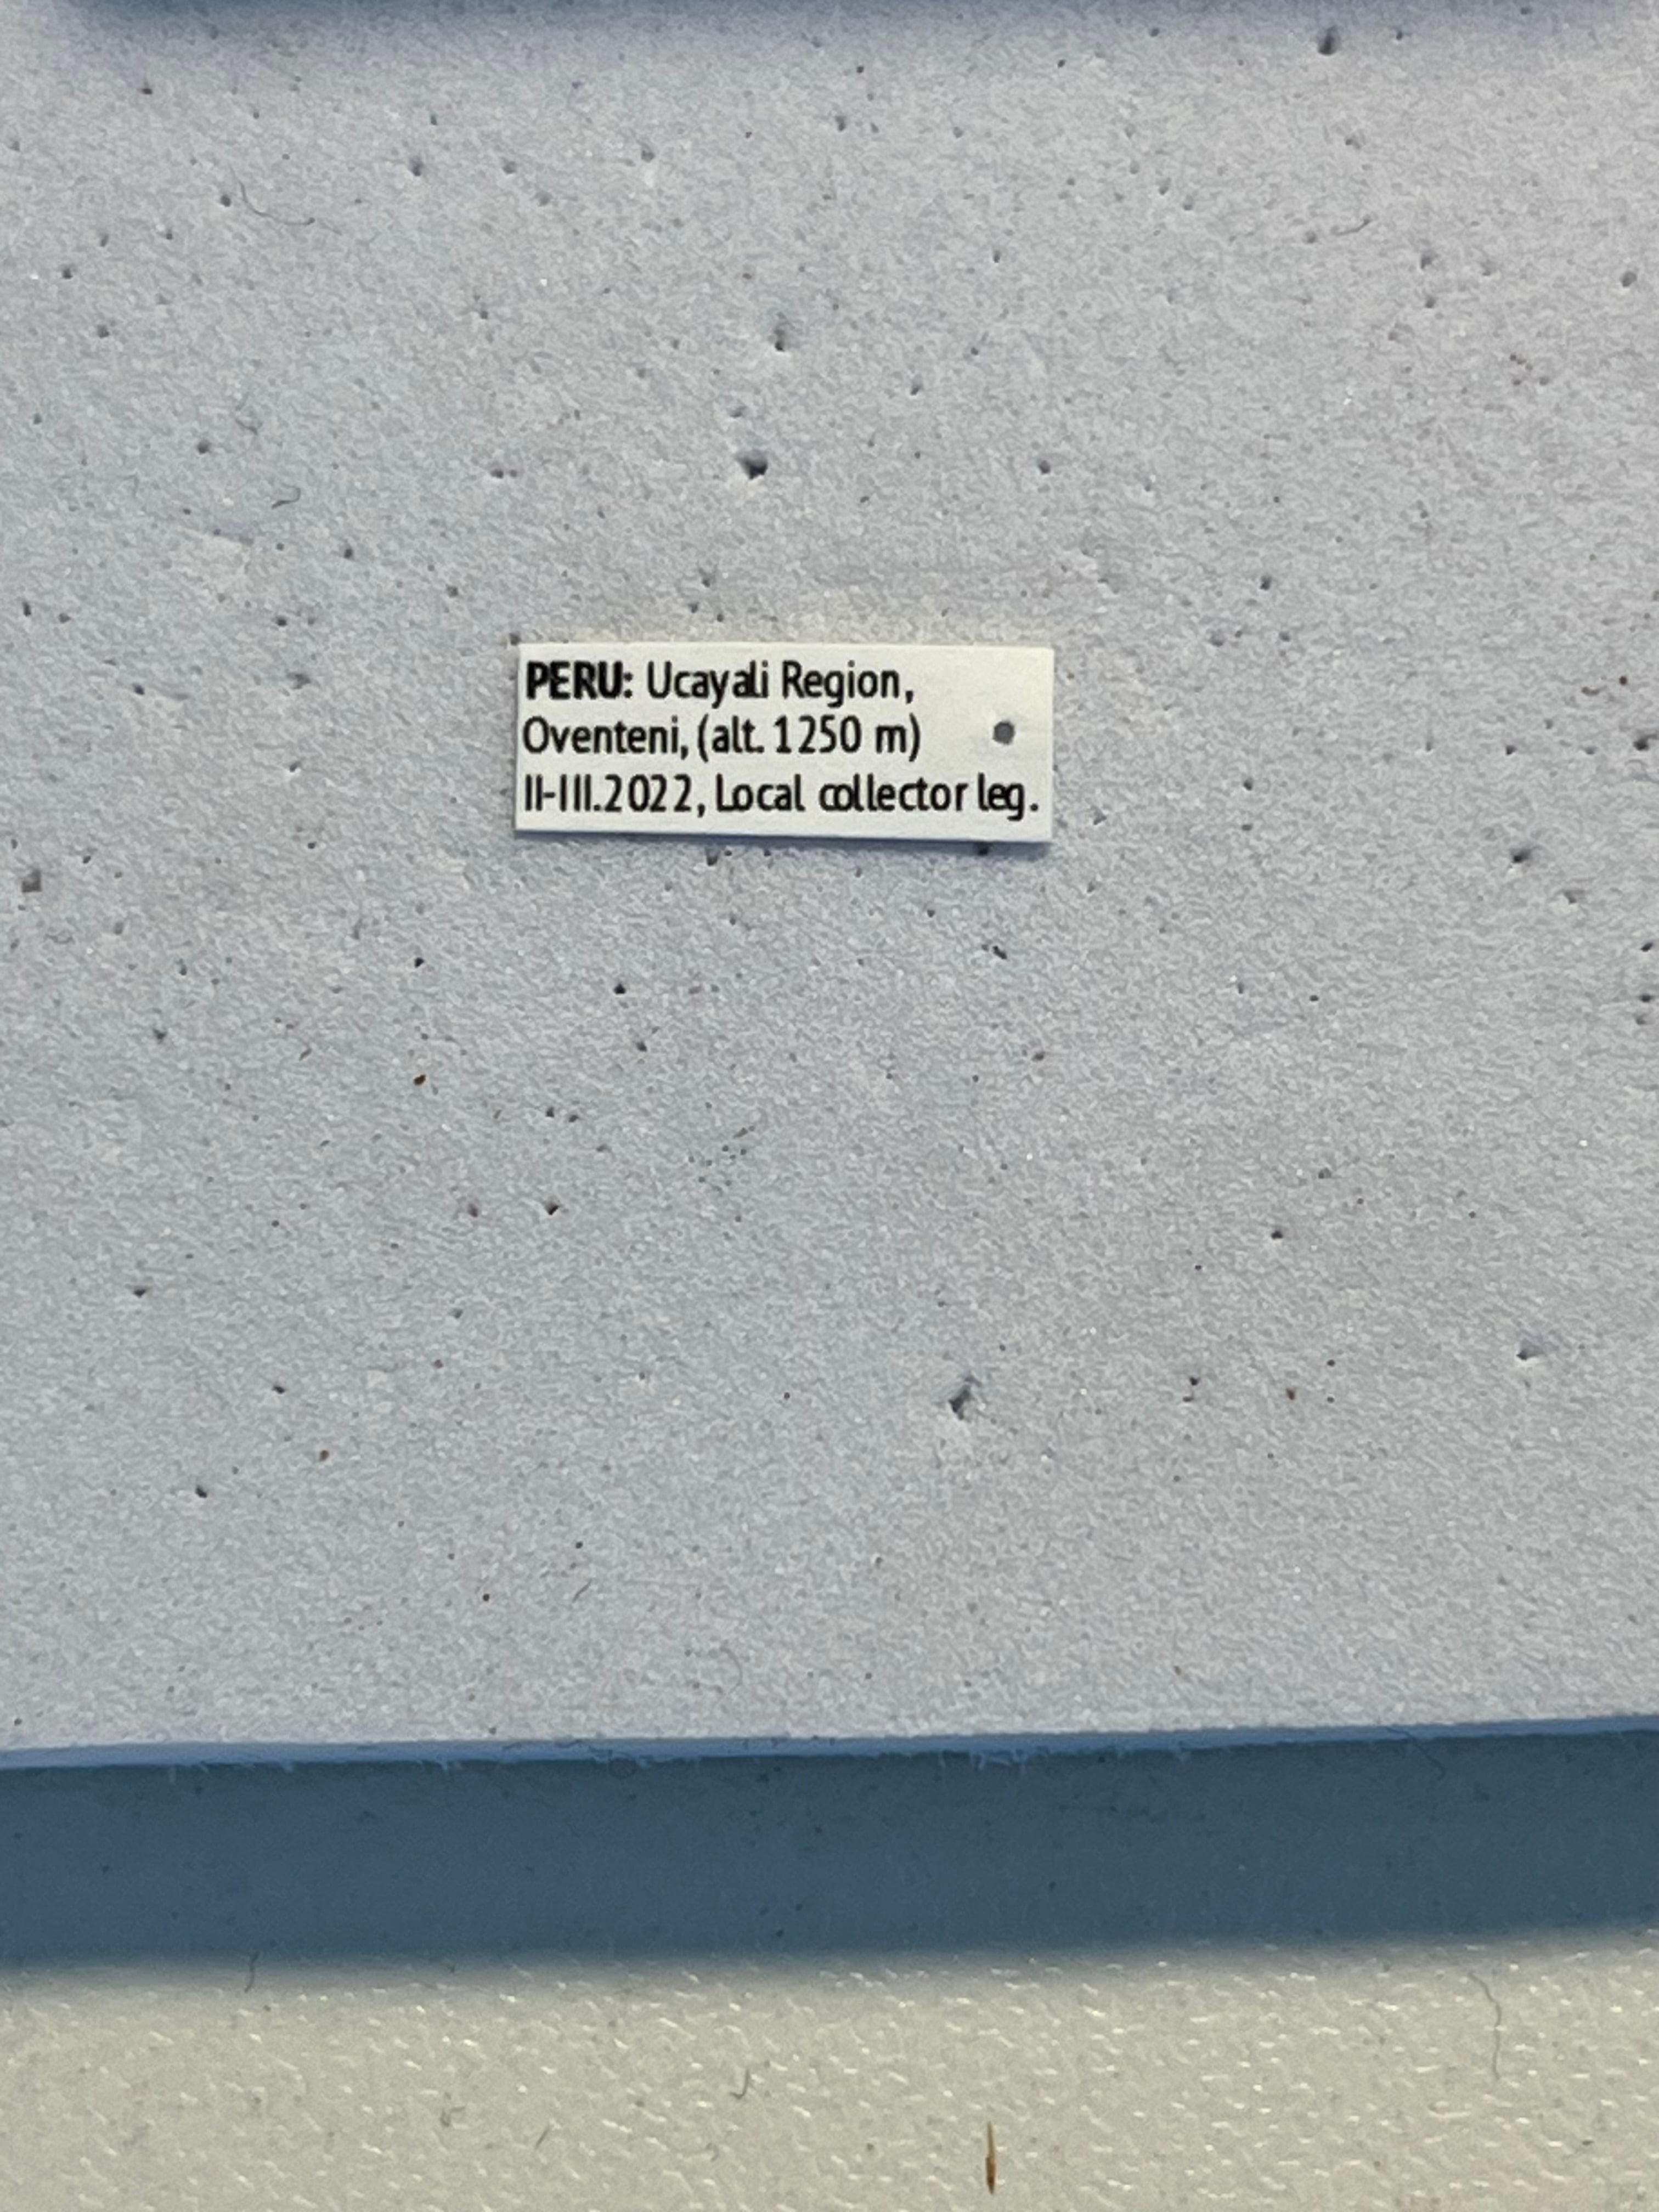 PERU: Ucayali Region,
Oventeni, (alt. 1250 m)
II-III.2022, Local collector leg.